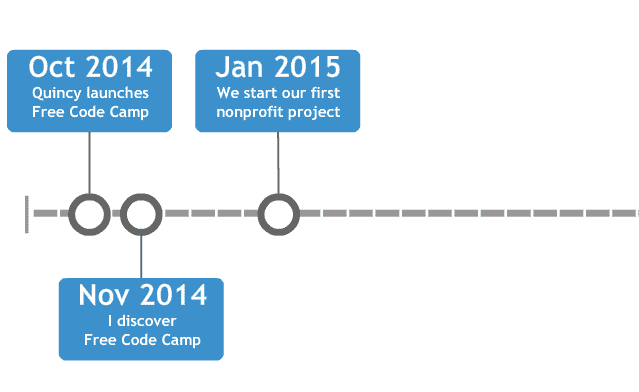 Oct 2014
Quincy launches
Free Code Camp
Jan 2015
We start our first
nonprofit project
Nov 2014
I discover
Free Code Camp